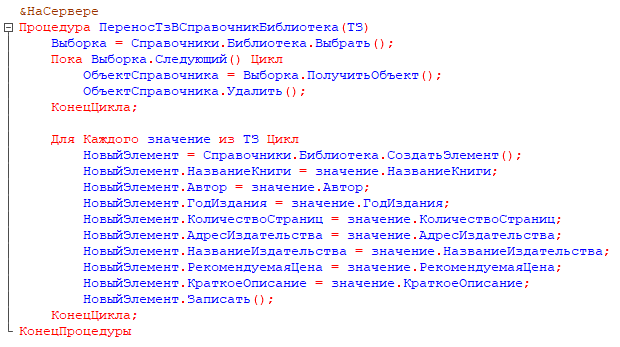 &НаСервере
Процедура ПереносТзВСправочникБиблиотека(ТЗ)
Выборка = Справочники.Библиотека.Выбрать();
Пока Выборка.Следующий() Цикл
ОбъектСправочника = Выборка.ПолучитьОбъект();
ОбъектСправочника.Удалить();
КонецЦикла;
Для Каждого значение из ТЗ Цикл
НовыйЭлемент = Справочники.Библиотека.СоздатьЭлемент();
НовыйЭлемент.НазваниеКниги = значение.НазваниеКниги;
НовыйЭлемент.Автор = значение.Автор;
НовыйЭлемент.ГодИздания = значение.ГодИздания;
НовыйЭлемент.КоличествоСтраниц = значение.КоличествоСтраниц;
НовыйЭлемент.АдресИздательства = значение.АдресИздательства;
НовыйЭлемент.НазваниеИздательства = значение.НазваниеИздательства;
НовыйЭлемент.РекомендуемаяЦена = значение.РекомендуемаяЦена;
НовыйЭлемент.КраткоеОписание = значение.КраткоеОписание;
НовыйЭлемент.Записать();
КонецЦикла;
КонецПроцедуры